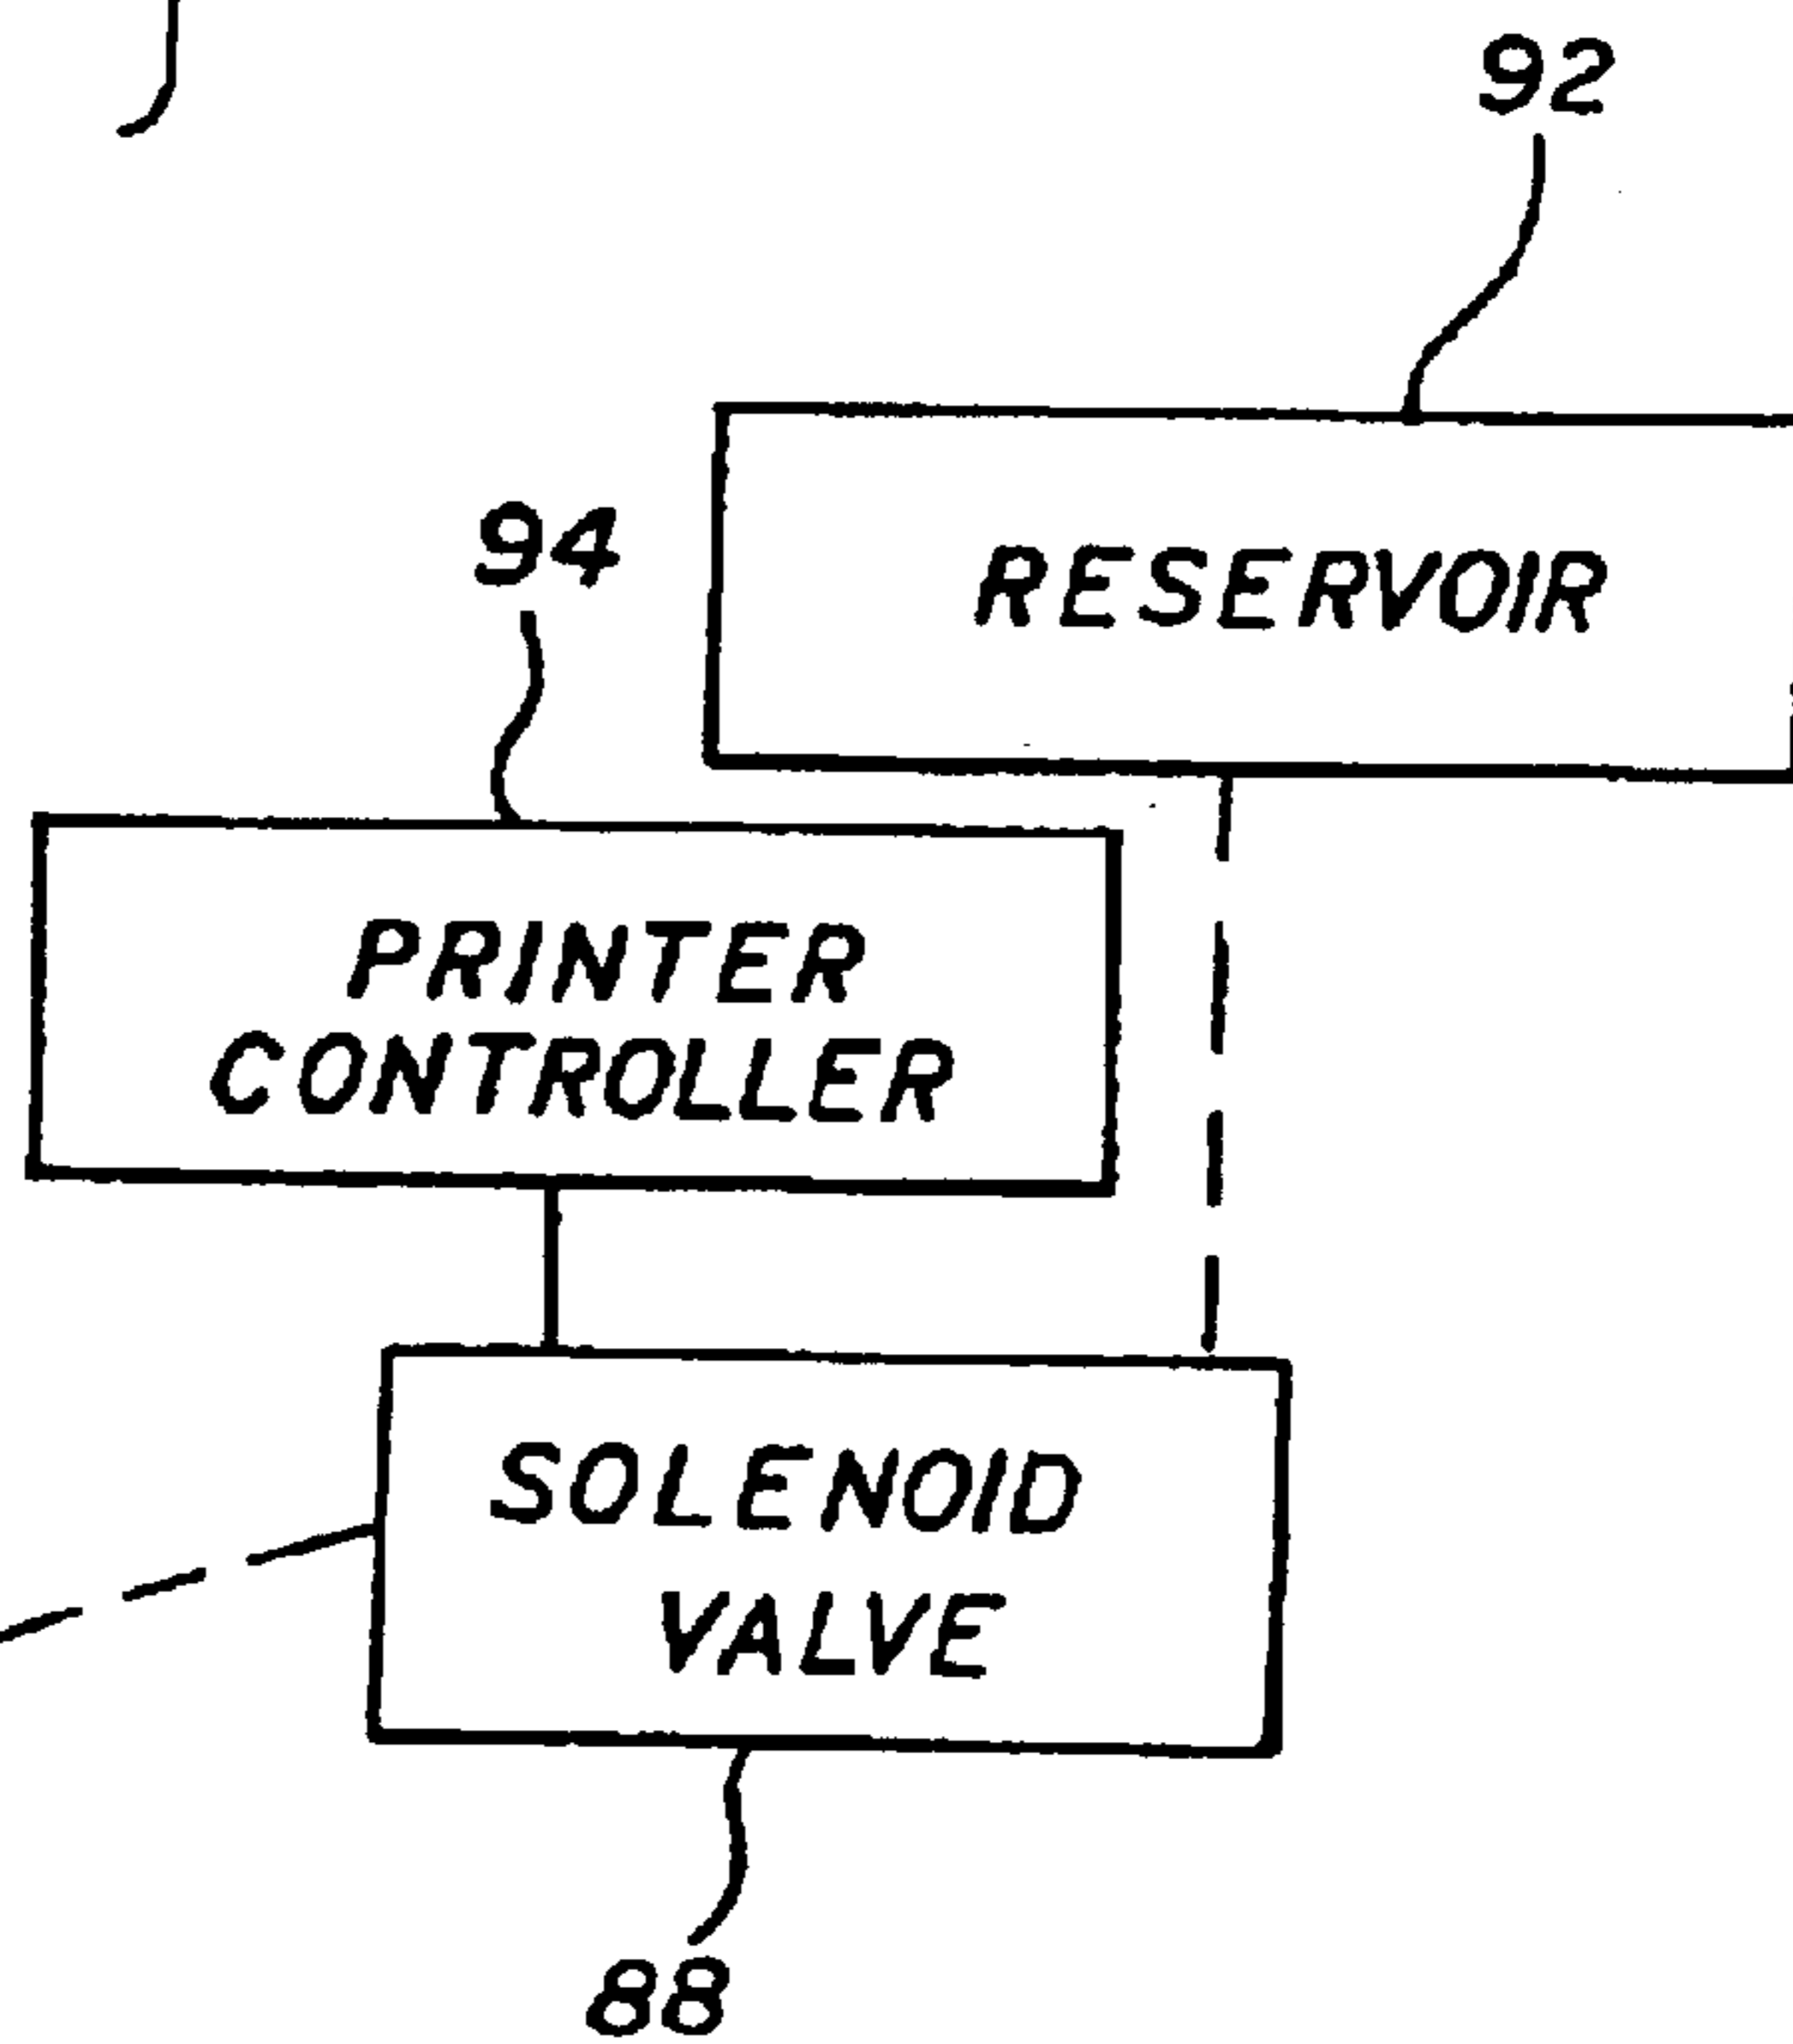 92
RESERVOIR
94
PRINTER
CONTROLLER
SOLENOID
VALVE
88